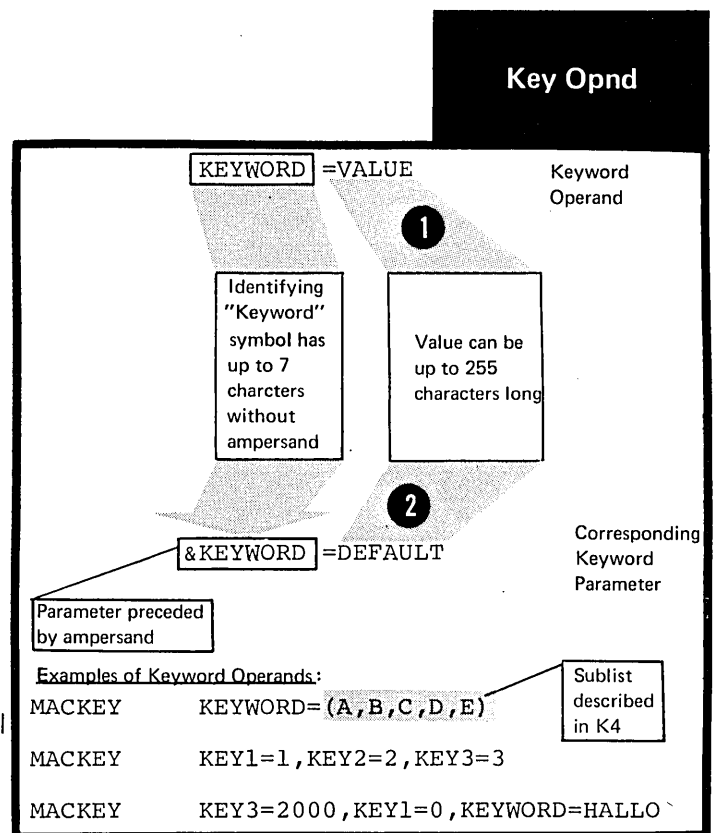 Key Opnd
KEYWORD =VALUE
Keyword
Operand
1
Identifying
"Keyword"
symbol has
up to 7
charcters
without
ampersand
Value can be
up to 255
characters long
2
&KEYWORD =DEFAULT
Corresponding
Keyword
Parameter
Parameter preceded
by ampersand
Examples of Keyword Operands:
Sublist
described
in K4
MACKEY KEYWORD=(A,B,C,D,E)
MACKEY KEY1=1,KEY2=2,KEY3=3
MACKEY KEY3=2000,KEY1=0,KEYWORD=HALLO